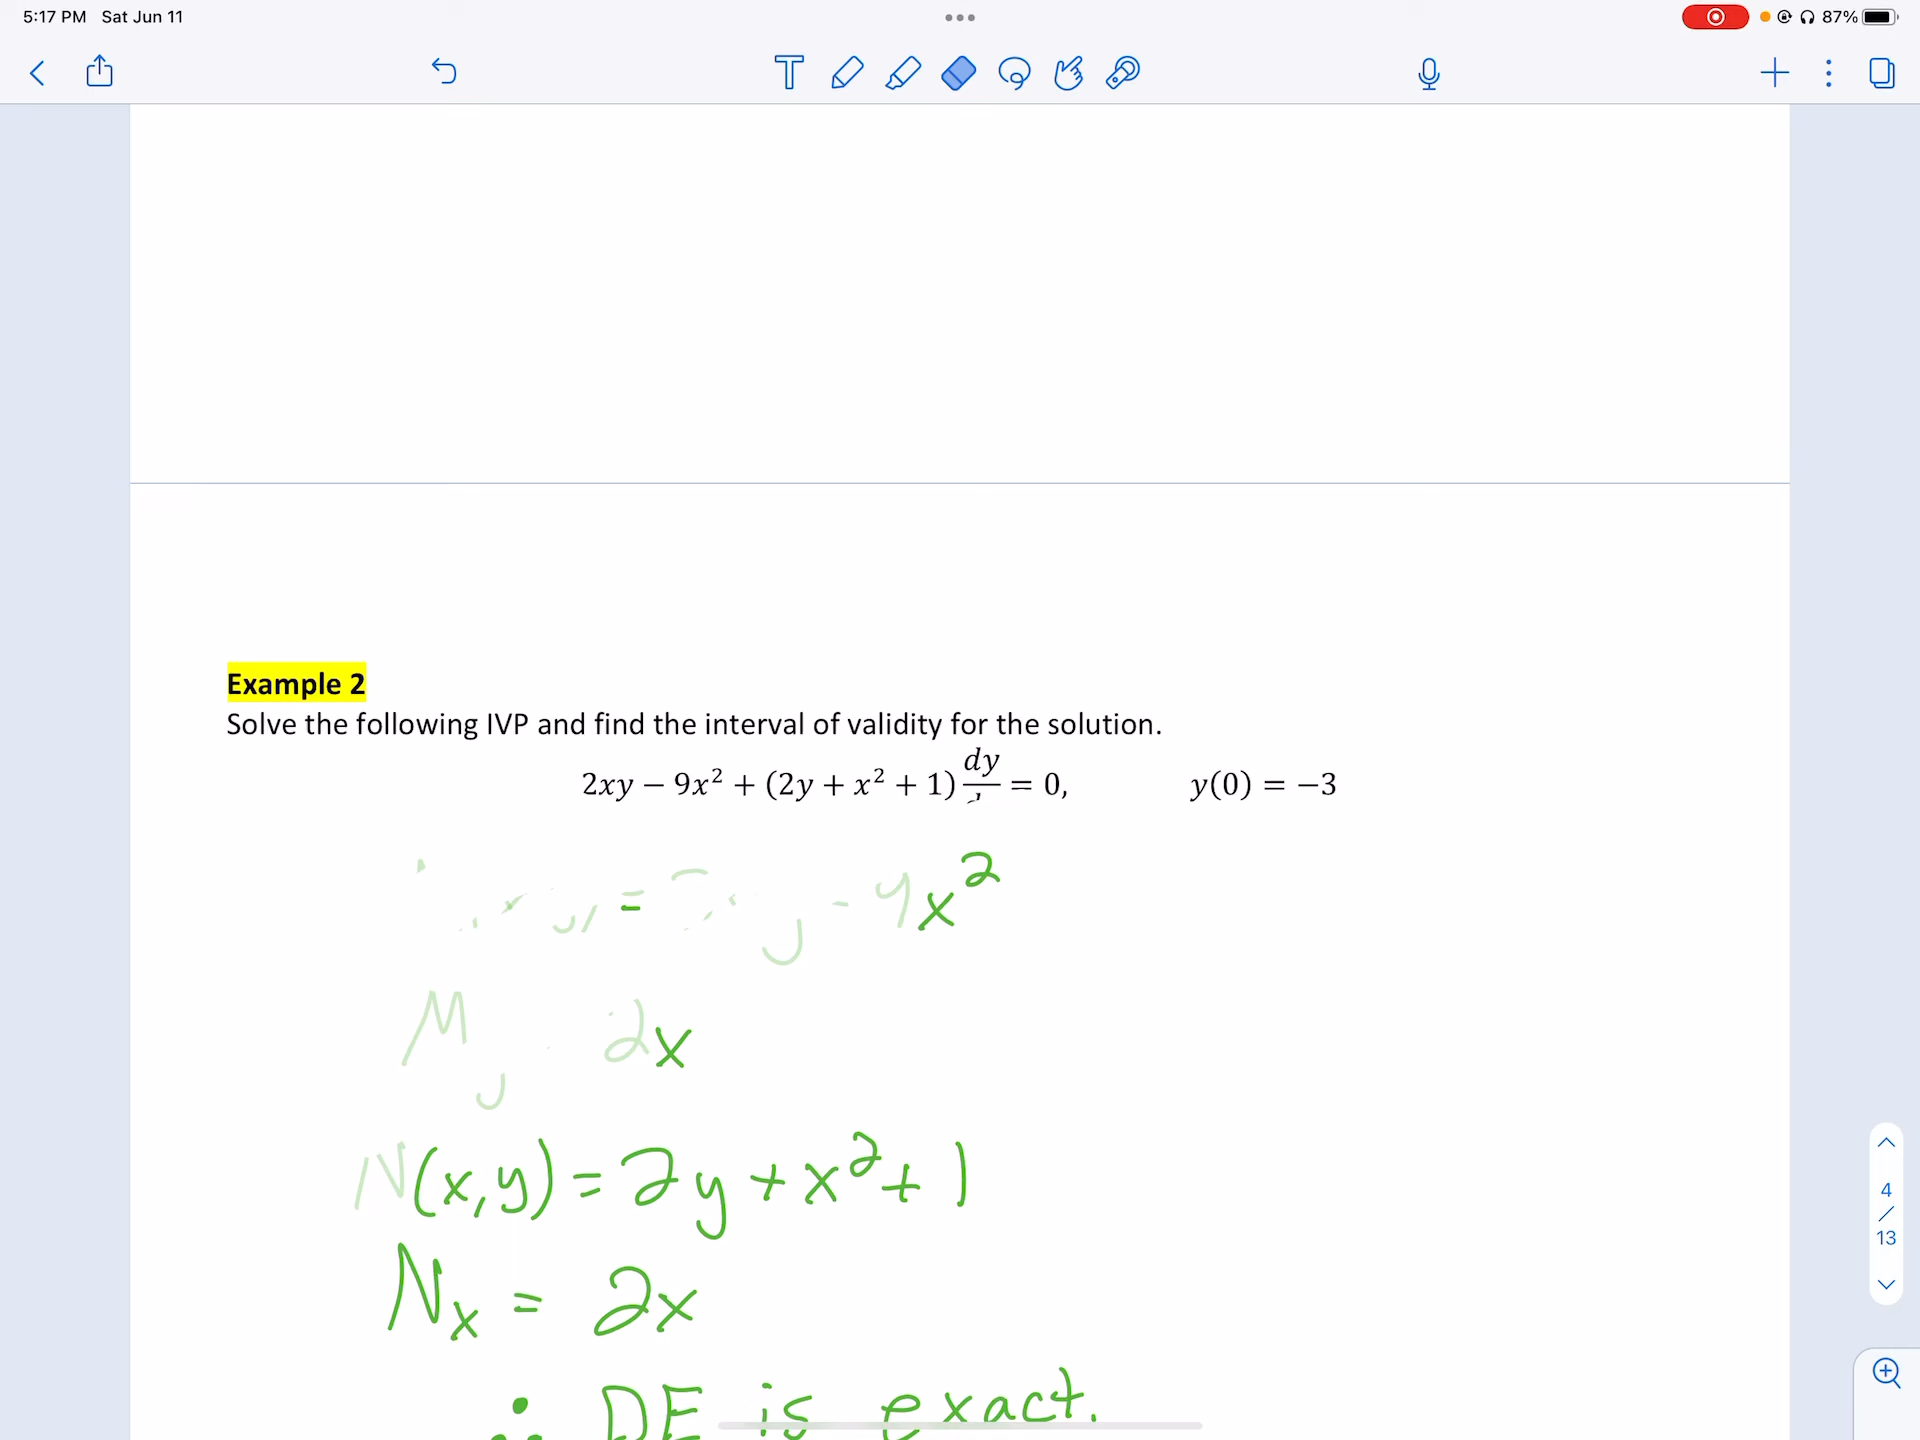 5:17 PM Sat Jun 11
87%
T
Example 2
Solve the following IVP and find the interval of validity for the solution.
2xy − 9x² + (2y + x² + 1) dy/ = 0, y(0) = −3
= y - 9x²
My 2x
N(x,y) = 2y + x² + 1
Nx = 2x
∴ DE is exact.
4
/
13